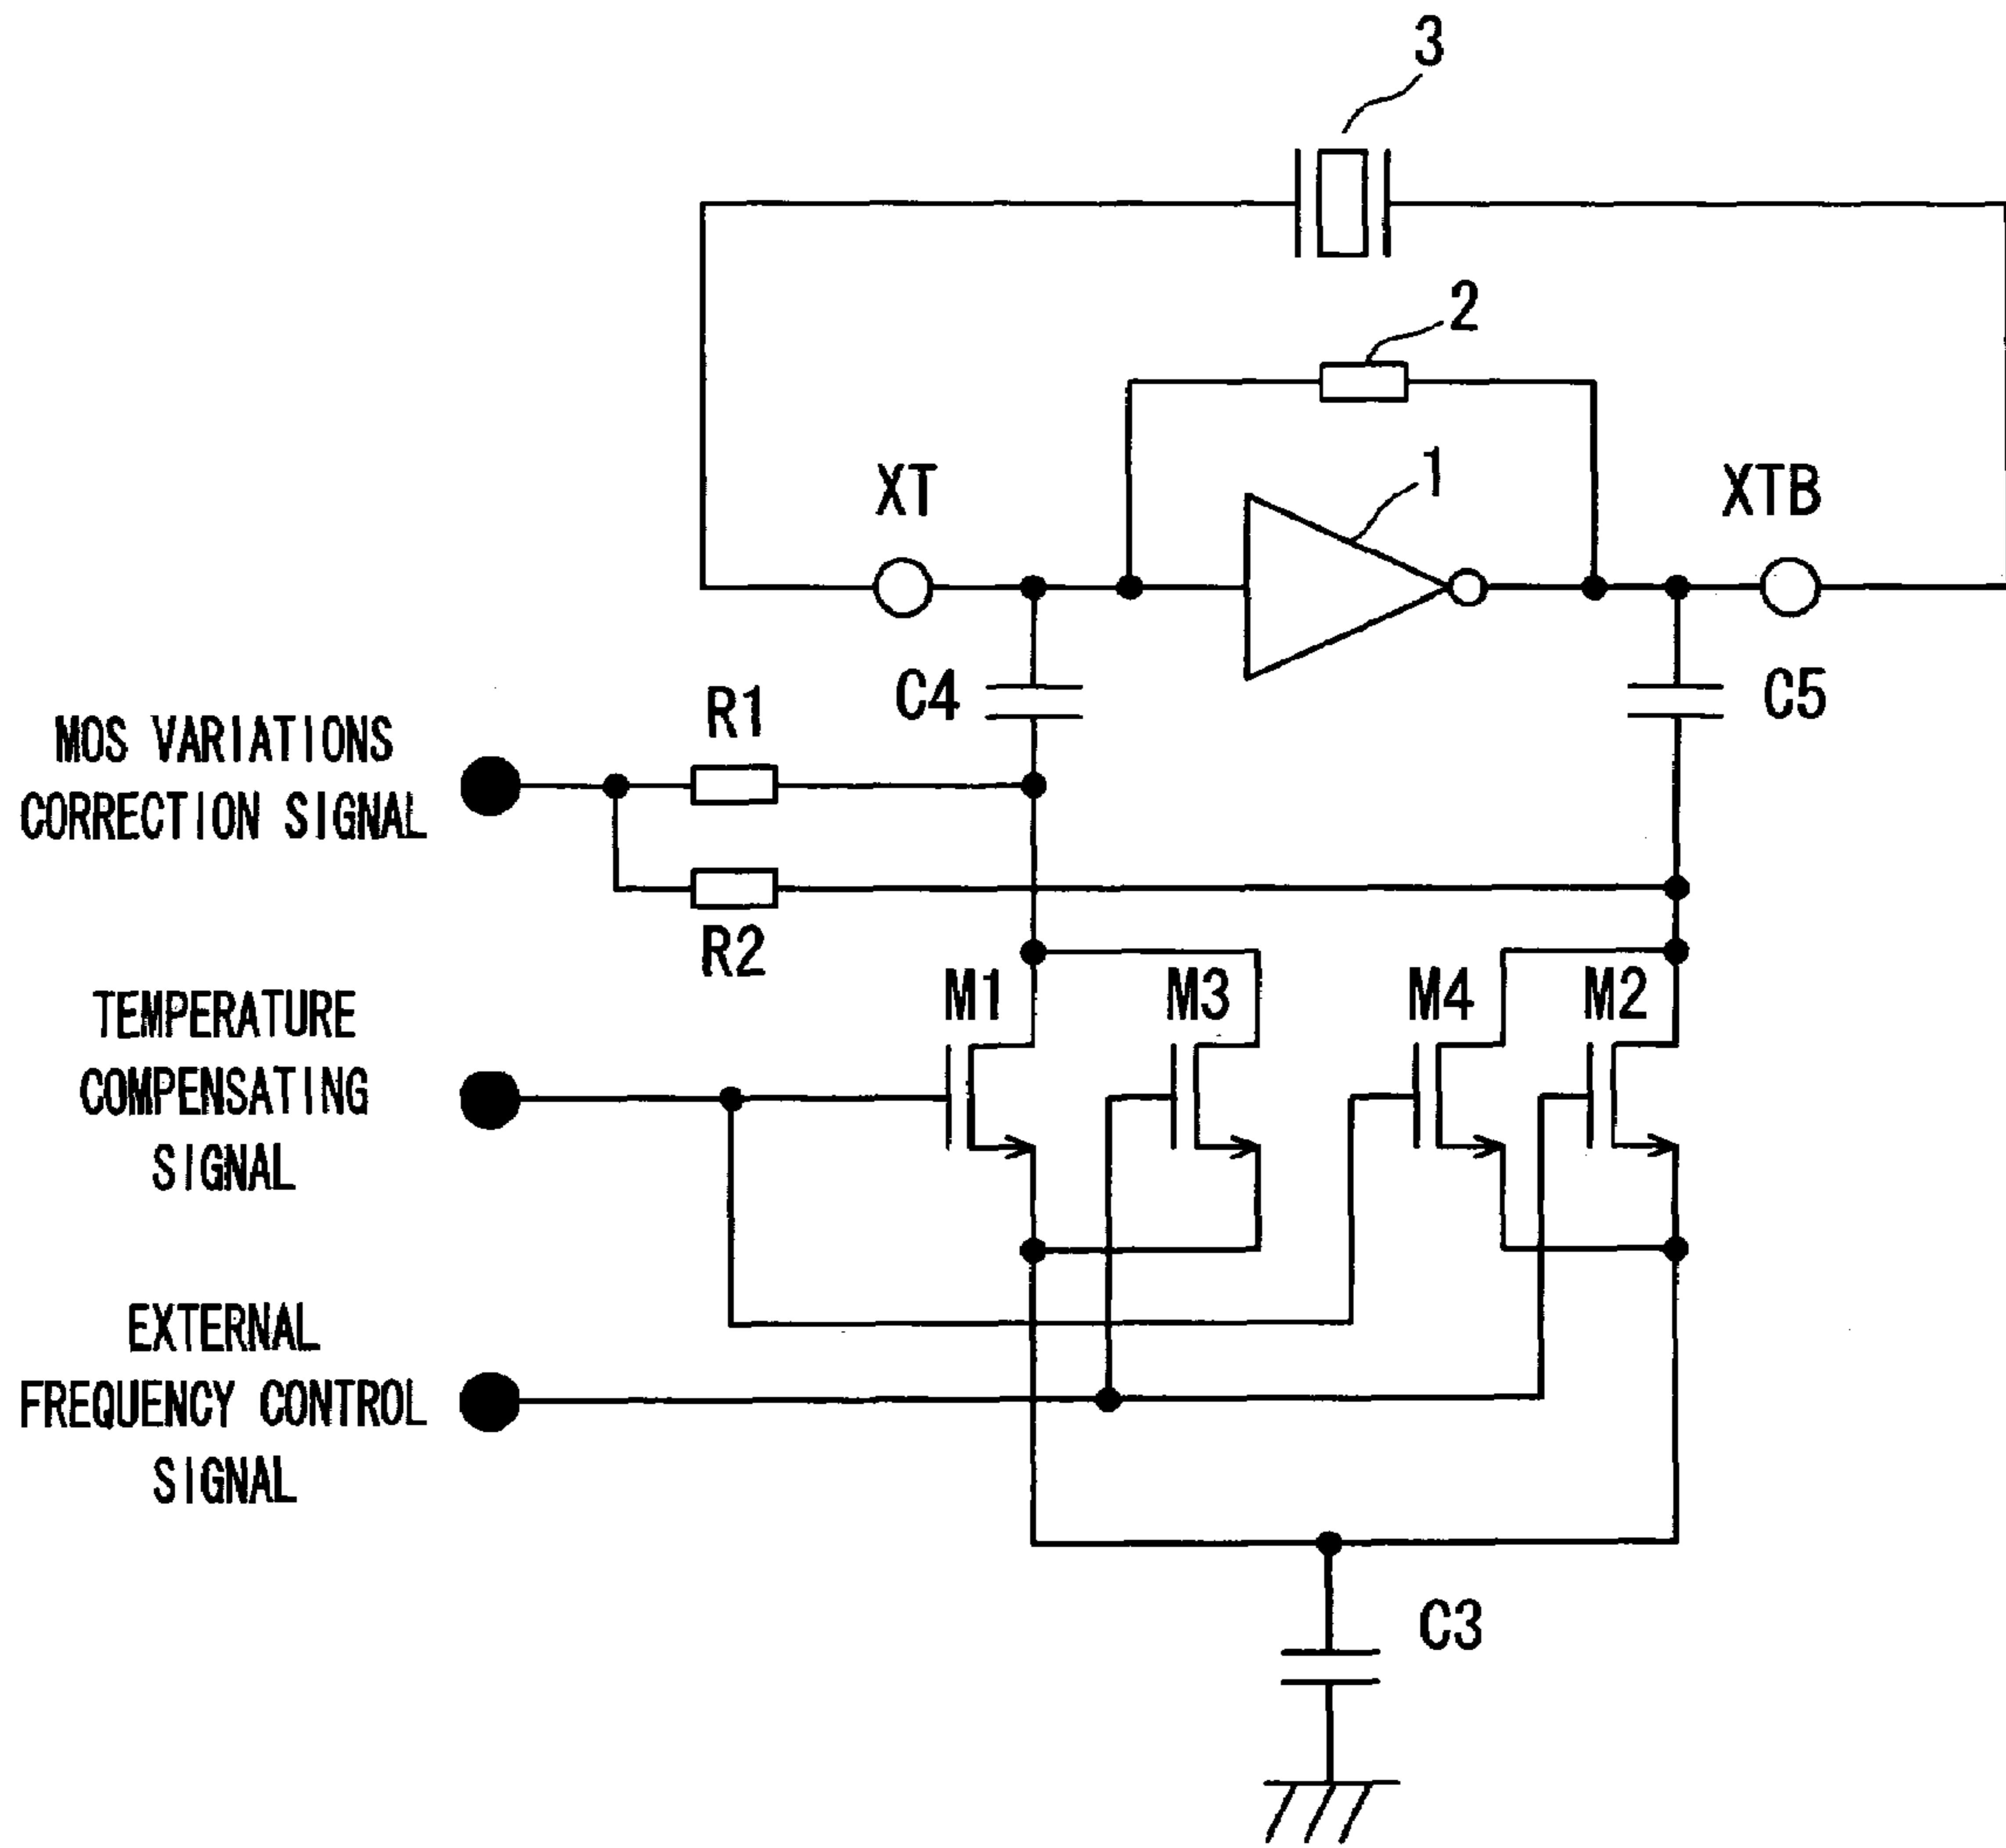 3
2
1
XT
XTB
C4
C5
R1
MOS VARIATIONS
CORRECTION SIGNAL
R2
M1
M3
M4
M2
TEMPERATURE
COMPENSATING
SIGNAL
EXTERNAL
FREQUENCY CONTROL
SIGNAL
C3